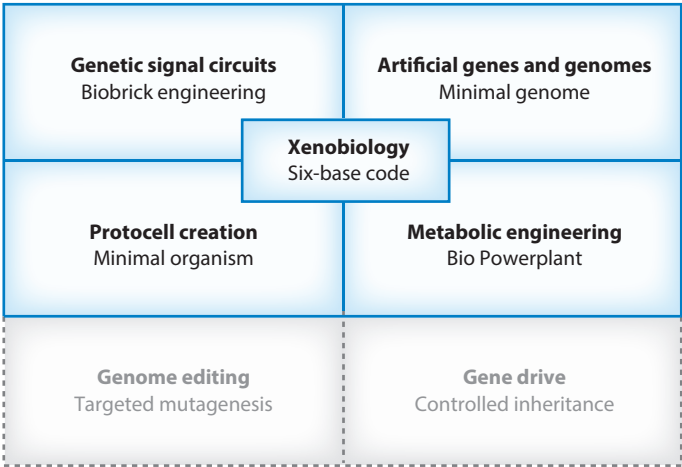 Genetic signal circuits
Biobrick engineering
Artificial genes and genomes
Minimal genome
Xenobiology
Six-base code
Protocell creation
Minimal organism
Metabolic engineering
Bio Powerplant
Genome editing
Targeted mutagenesis
Gene drive
Controlled inheritance